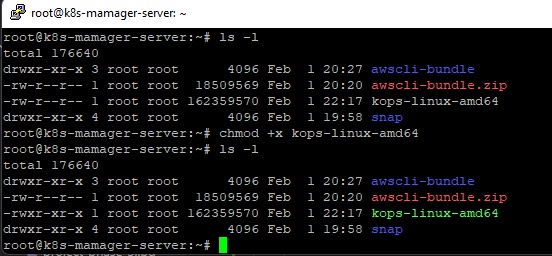 root@k8s-mamager-server: ~
root@k8s-mamager-server:~# ls -l
total 176640
drwxr-xr-x 3 root root      4096 Feb  1 20:27 awscli-bundle
-rw-r--r-- 1 root root  18509569 Feb  1 20:20 awscli-bundle.zip
-rw-r--r-- 1 root root 162359570 Feb  1 22:17 kops-linux-amd64
drwxr-xr-x 4 root root      4096 Feb  1 19:58 snap
root@k8s-mamager-server:~# chmod +x kops-linux-amd64
root@k8s-mamager-server:~# ls -l
total 176640
drwxr-xr-x 3 root root      4096 Feb  1 20:27 awscli-bundle
-rw-r--r-- 1 root root  18509569 Feb  1 20:20 awscli-bundle.zip
-rwxr-xr-x 1 root root 162359570 Feb  1 22:17 kops-linux-amd64
drwxr-xr-x 4 root root      4096 Feb  1 19:58 snap
root@k8s-mamager-server:~#